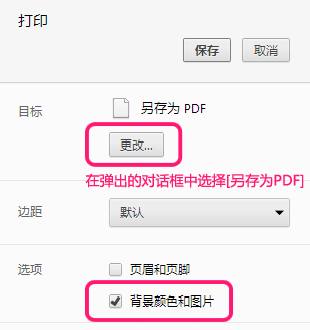 打印
保存 取消
目标 另存为 PDF
更改...
在弹出的对话框中选择[另存为PDF]
边距 默认
选项 页眉和页脚
背景颜色和图片